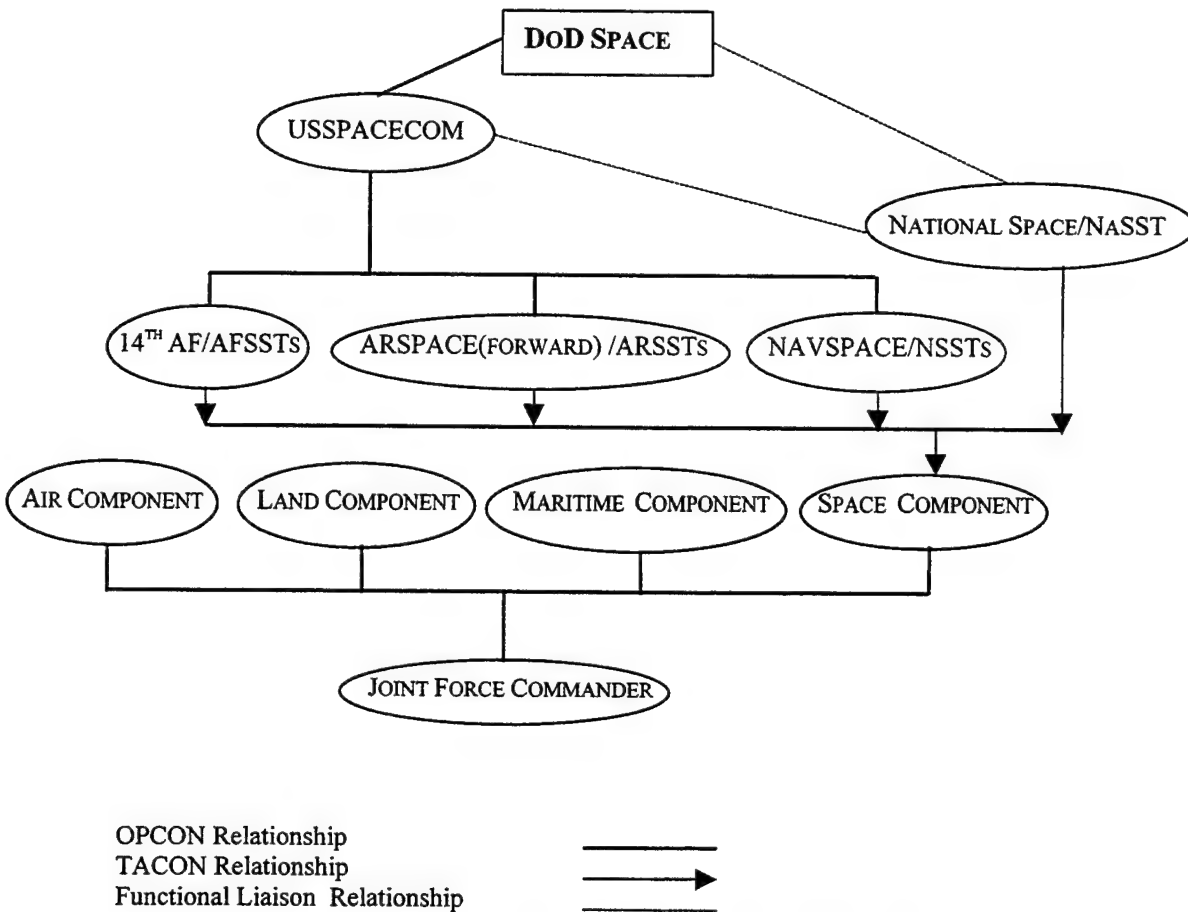 DoD SPACE
USSPACECOM
NATIONAL SPACE/NASST
14TH AF/AFSSTs
ARSPACE(FORWARD) /ARSSTs
NAVSPACE/NSSTs
AIR COMPONENT
LAND COMPONENT
MARITIME COMPONENT
SPACE COMPONENT
JOINT FORCE COMMANDER
OPCON Relationship
TACON Relationship
Functional Liaison Relationship